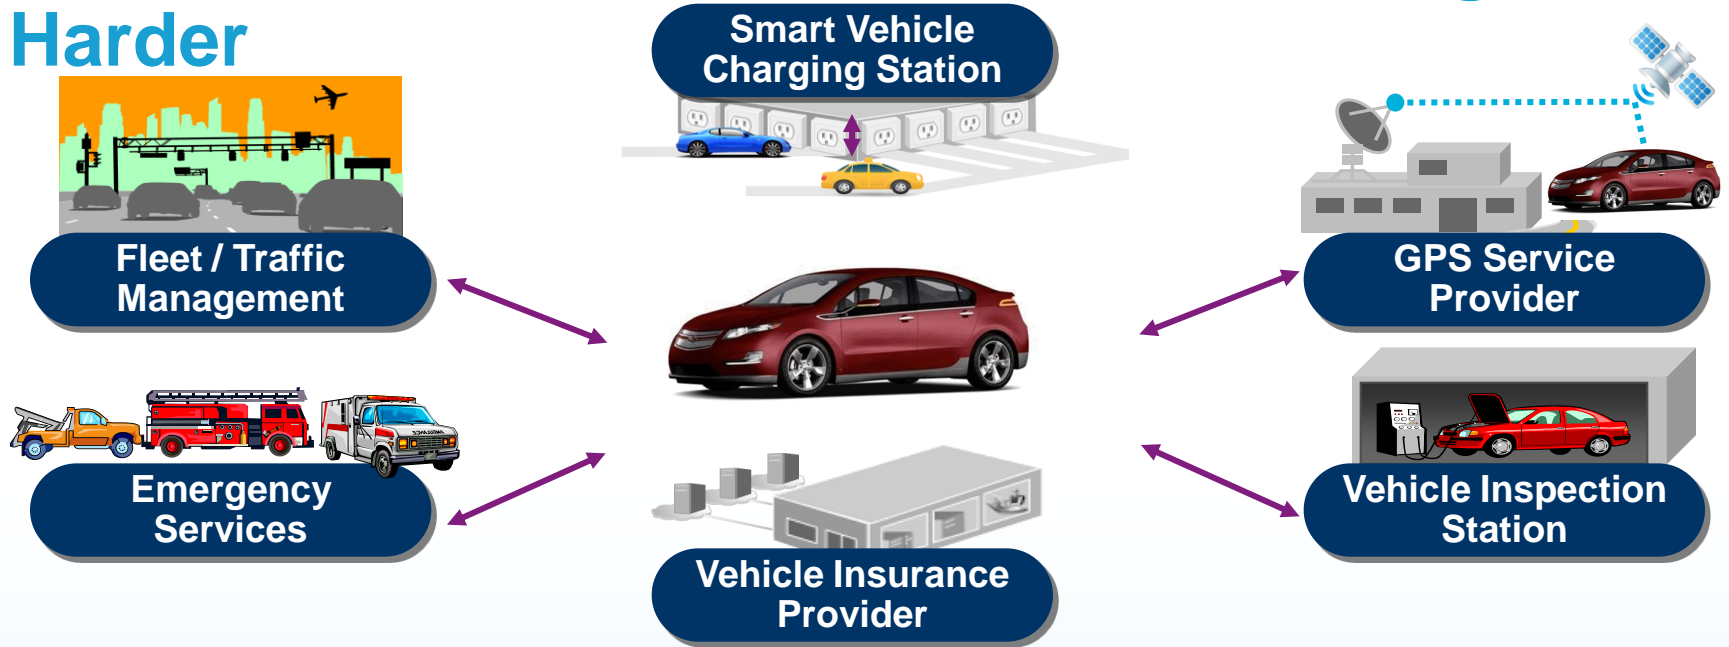 Harder
Smart Vehicle
Charging Station
Fleet / Traffic
Management
GPS Service
Provider
Emergency
Services
Vehicle Inspection
Station
Vehicle Insurance
Provider